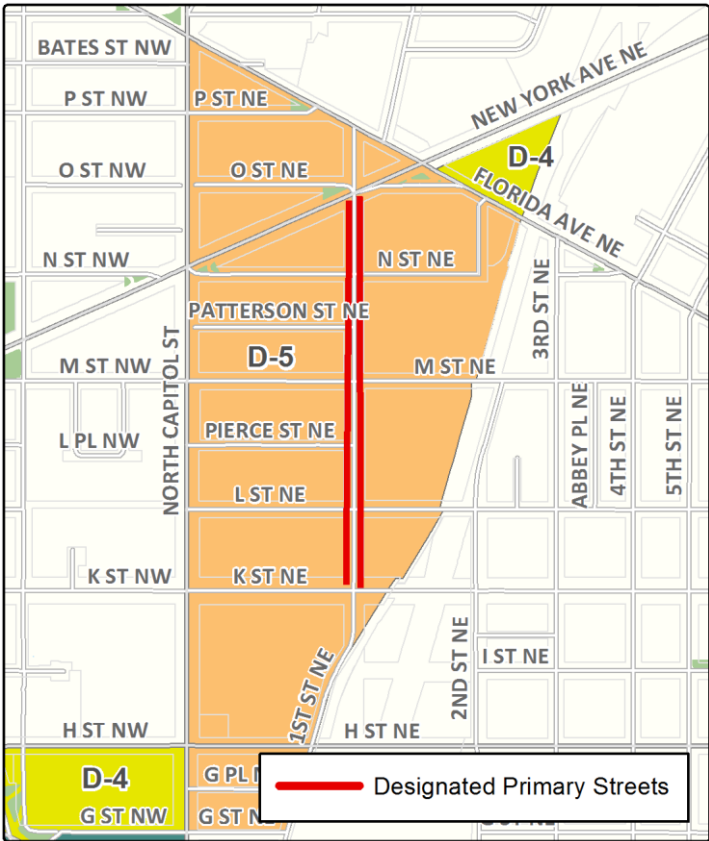 BATES ST NW
P ST NW
P ST NE
NEW YORK AVE NE
O ST NW
O ST NE
D-4
FLORIDA AVE NE
N ST NW
N ST NE
3RD ST NE
PATTERSON ST NE
NORTH CAPITOL ST
D-5
M ST NW
M ST NE
L PL NW
PIERCE ST NE
ABBEY PL NE
4TH ST NE
5TH ST NE
L ST NE
K ST NW
K ST NE
2ND ST NE
I ST NE
1ST ST NE
H ST NW
H ST NE
D-4
G PL
G ST NW
G ST
Designated Primary Streets